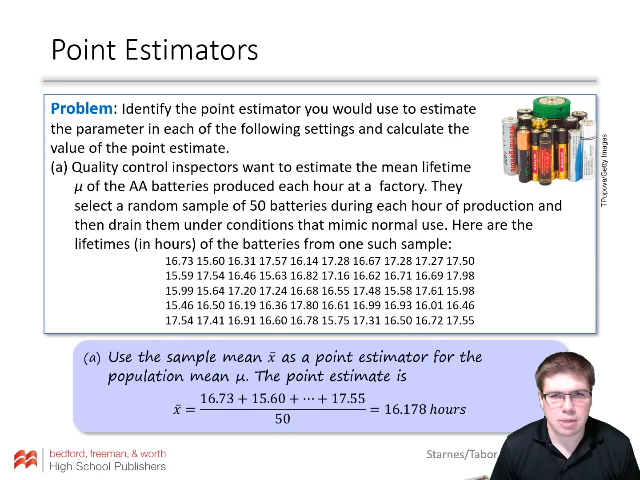 Point Estimators
Problem: Identify the point estimator you would use to estimate
the parameter in each of the following settings and calculate the
value of the point estimate.
(a) Quality control inspectors want to estimate the mean lifetime
μ of the AA batteries produced each hour at a factory. They
select a random sample of 50 batteries during each hour of production and
then drain them under conditions that mimic normal use. Here are the
lifetimes (in hours) of the batteries from one such sample:
16.73 15.60 16.31 17.57 16.14 17.28 16.67 17.28 17.27 17.50
15.59 17.54 16.46 15.63 16.82 17.16 16.62 16.71 16.69 17.98
15.99 15.64 17.20 17.24 16.68 16.55 17.48 15.58 17.61 15.98
15.46 16.50 16.19 16.36 17.80 16.61 16.99 16.93 16.01 16.46
17.54 17.41 16.91 16.60 16.78 15.75 17.31 16.50 16.72 17.55
TPopova/Getty Images
(a) Use the sample mean x̄ as a point estimator for the
population mean μ. The point estimate is
x̄ = (16.73 + 15.60 + ⋯ + 17.55) / 50 = 16.178 hours
bedford, freeman, & worth
High School Publishers
Starnes/Tabor